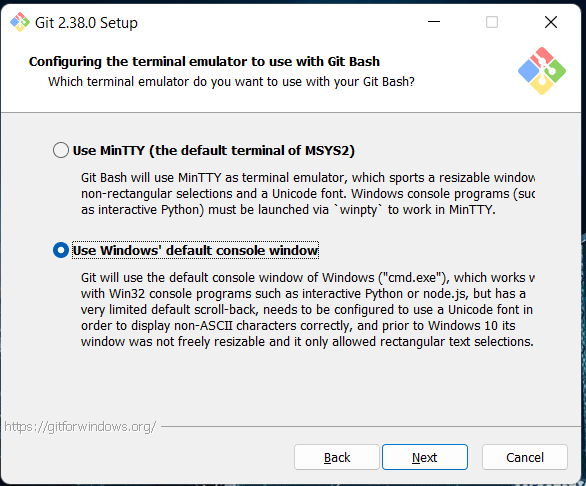 Git 2.38.0 Setup
Configuring the terminal emulator to use with Git Bash
Which terminal emulator do you want to use with your Git Bash?
Use MinTTY (the default terminal of MSYS2)
Git Bash will use MinTTY as terminal emulator, which sports a resizable window
non-rectangular selections and a Unicode font. Windows console programs (suc
as interactive Python) must be launched via `winpty` to work in MinTTY.
Use Windows' default console window
Git will use the default console window of Windows ("cmd.exe"), which works w
with Win32 console programs such as interactive Python or node.js, but has a
very limited default scroll-back, needs to be configured to use a Unicode font in
order to display non-ASCII characters correctly, and prior to Windows 10 its
window was not freely resizable and it only allowed rectangular text selections.
https://gitforwindows.org/
Back Next Cancel